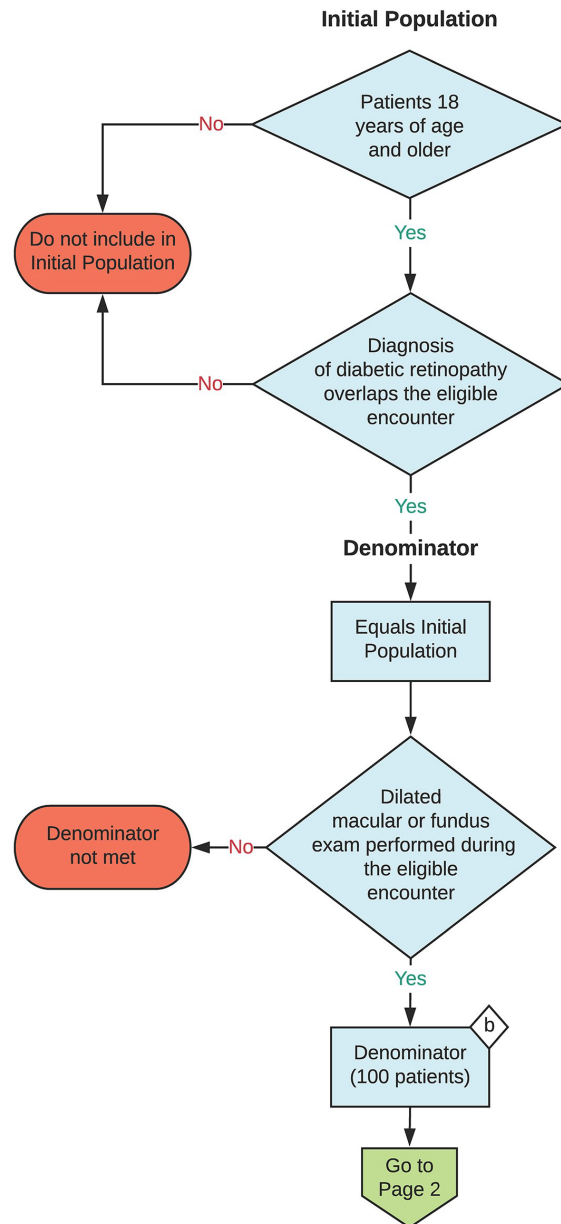 Initial Population
Patients 18
years of age
and older
No
Do not include in
Initial Population
Yes
Diagnosis
of diabetic retinopathy
overlaps the eligible
encounter
No
Yes
Denominator
Equals Initial
Population
Dilated
macular or fundus
exam performed during
the eligible
encounter
No
Denominator
not met
Yes
b
Denominator
(100 patients)
Go to
Page 2